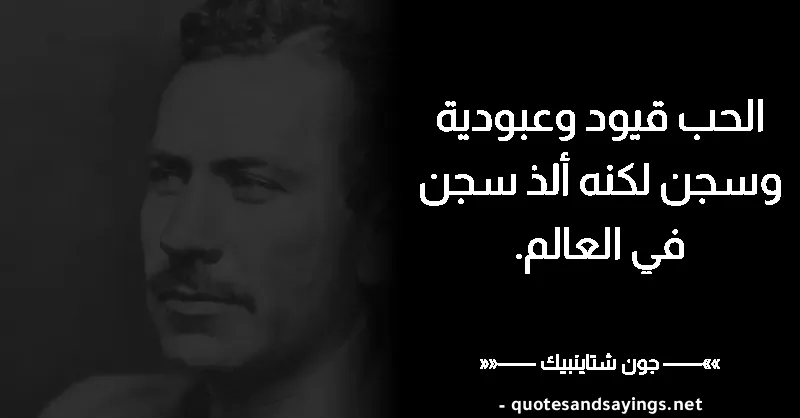 الحب قيود وعبودية
وسجن لكنه ألذ سجن
في العالم.
»»—— جون شتاينبيك ——««
- quotesandsayings.net